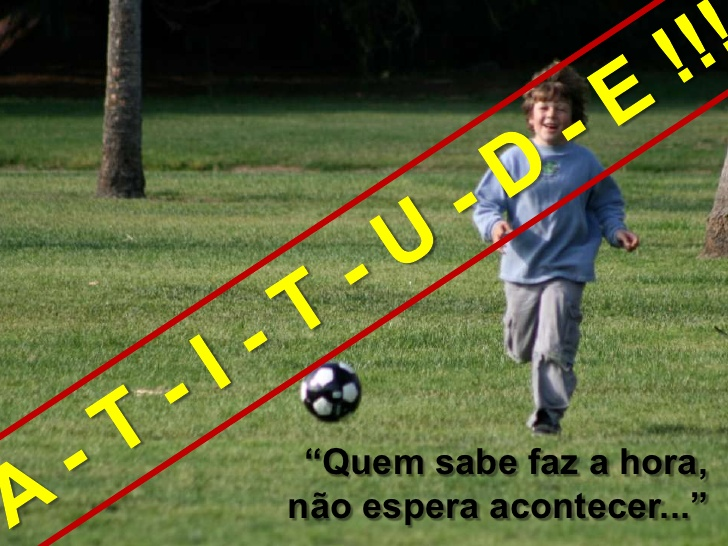 A - T - I - T - U - D - E !!!
“Quem sabe faz a hora,
não espera acontecer...”